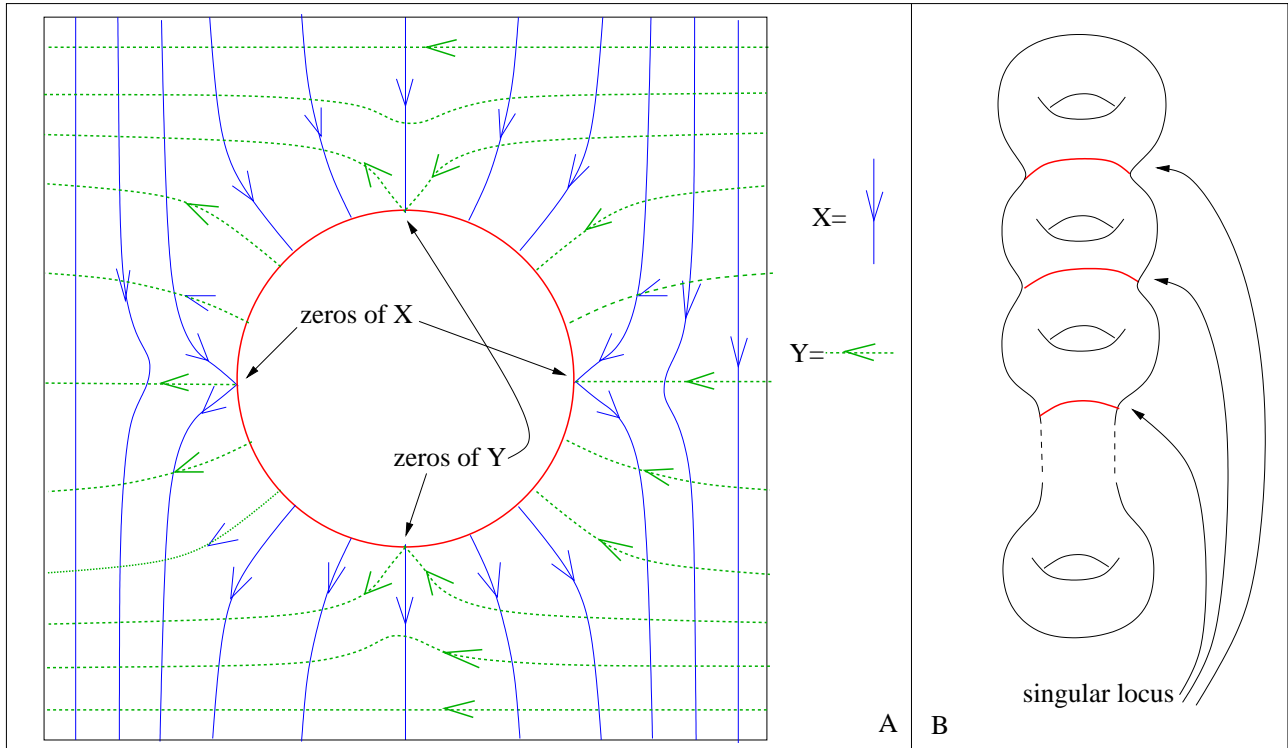 zeros of X
zeros of Y
X=
Y=
A
singular locus
B